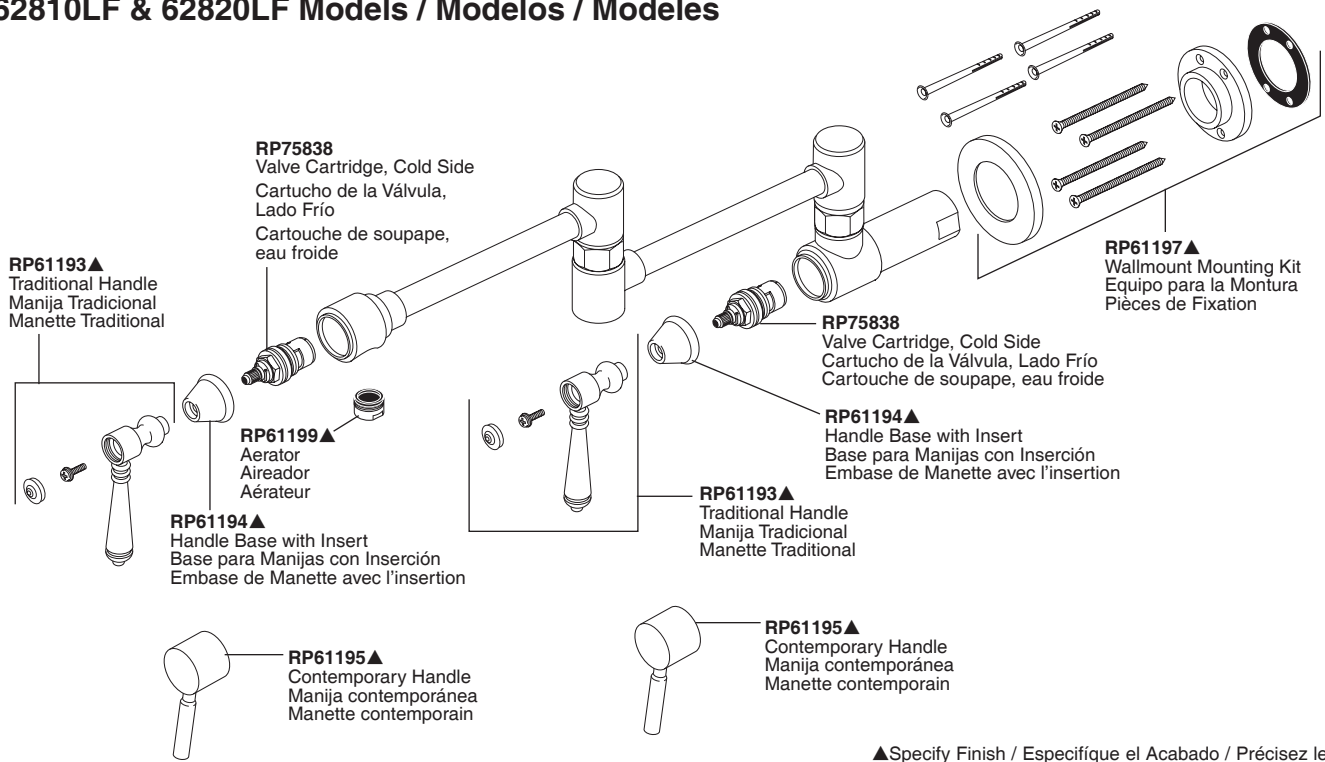 62810LF & 62820LF Models / Modelos / Modeles
RP75838
Valve Cartridge, Cold Side
Cartucho de la Válvula,
Lado Frío
Cartouche de soupape,
eau froide
RP61193▲
Traditional Handle
Manija Tradicional
Manette Traditional
RP61197▲
Wallmount Mounting Kit
Equipo para la Montura
Pièces de Fixation
RP75838
Valve Cartridge, Cold Side
Cartucho de la Válvula, Lado Frío
Cartouche de soupape, eau froide
RP61199▲
Aerator
Aireador
Aérateur
RP61194▲
Handle Base with Insert
Base para Manijas con Inserción
Embase de Manette avec l'insertion
RP61193▲
Traditional Handle
Manija Tradicional
Manette Traditional
RP61194▲
Handle Base with Insert
Base para Manijas con Inserción
Embase de Manette avec l'insertion
RP61195▲
Contemporary Handle
Manija contemporánea
Manette contemporain
RP61195▲
Contemporary Handle
Manija contemporánea
Manette contemporain
▲Specify Finish / Especifíque el Acabado / Précisez le